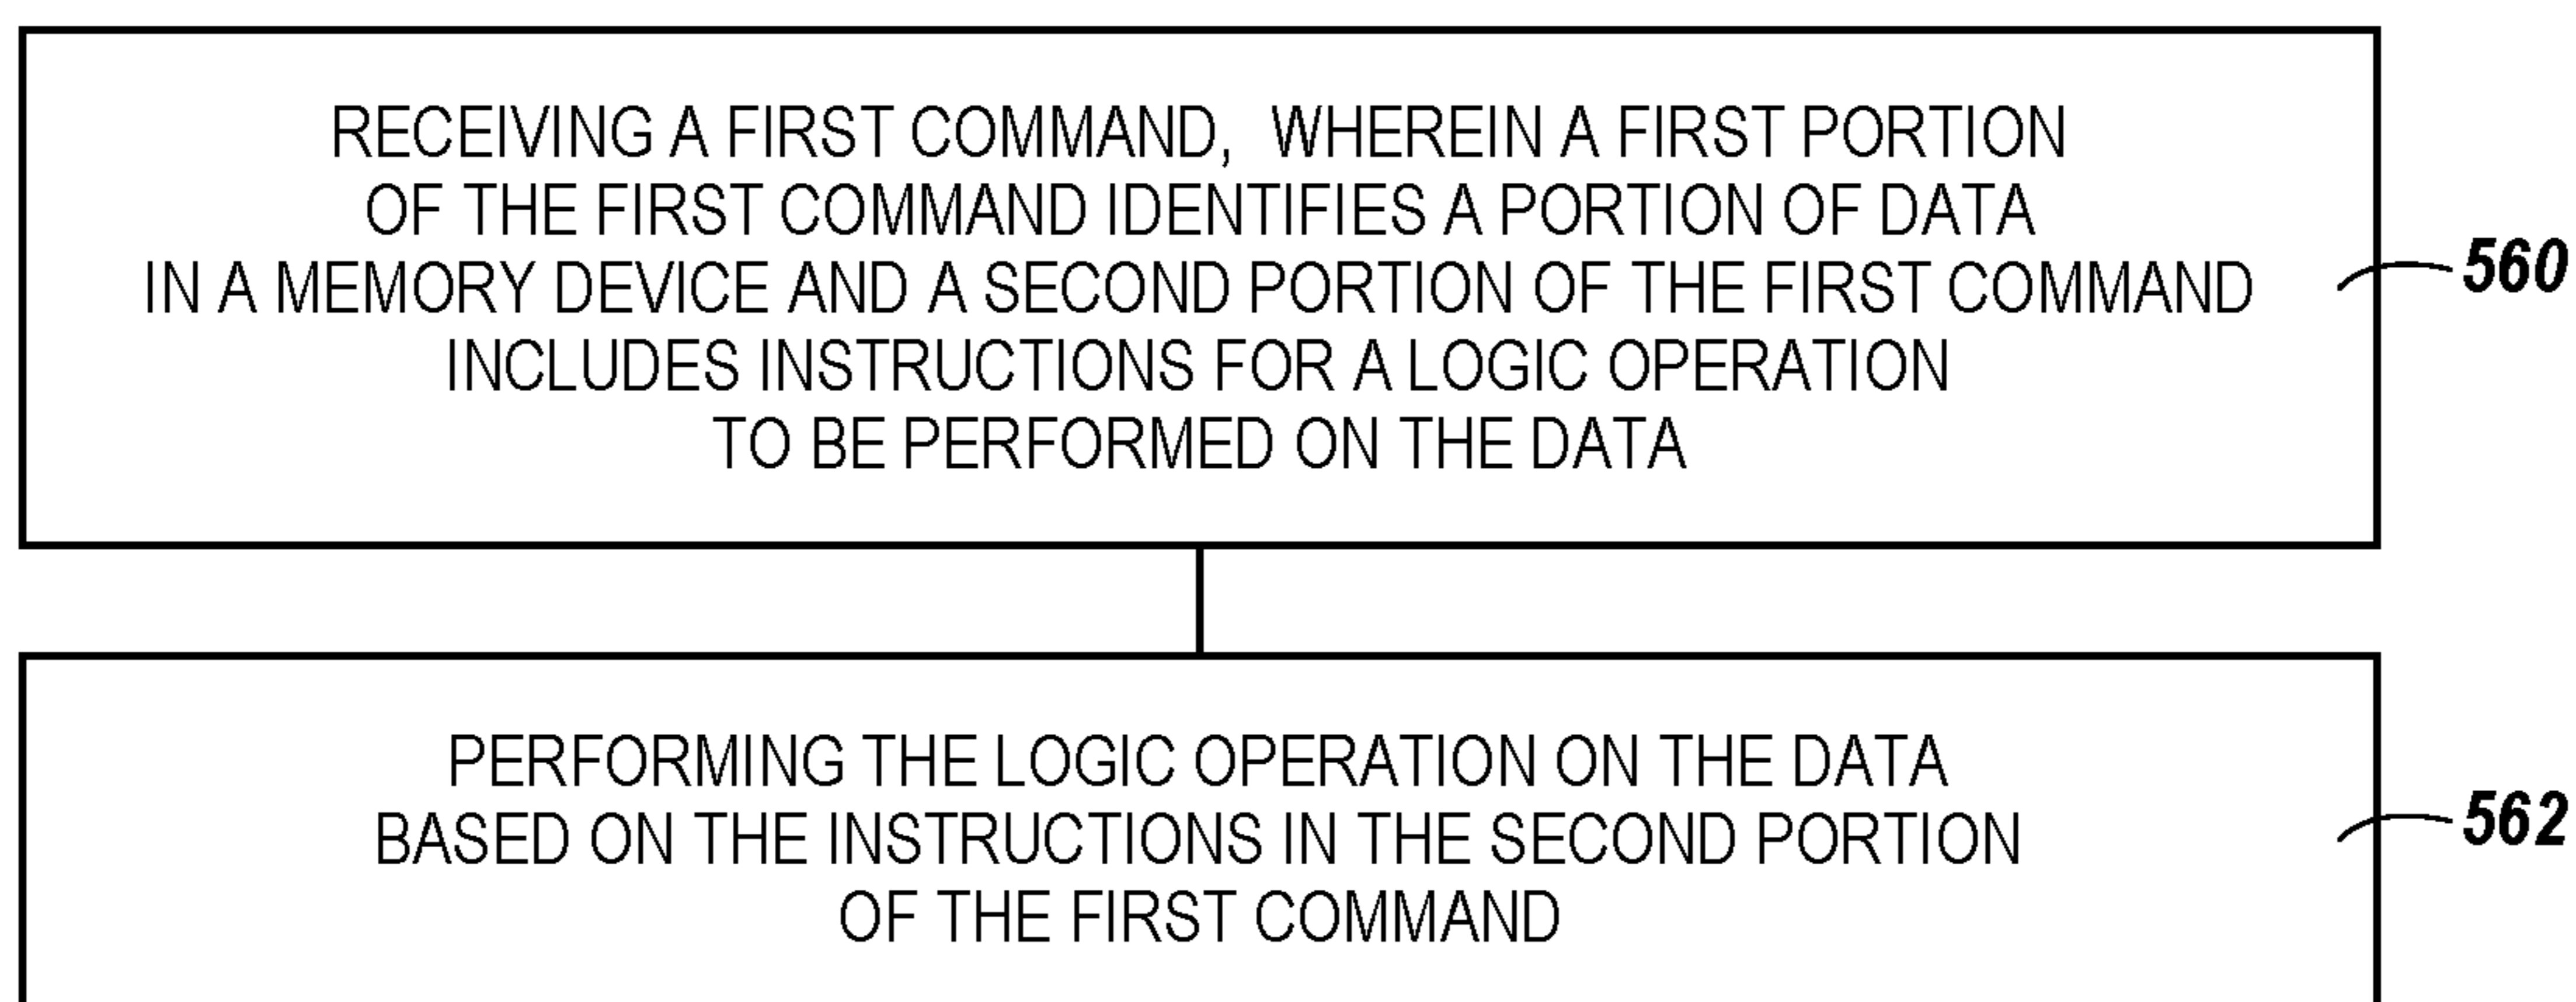 RECEIVING A FIRST COMMAND, WHEREIN A FIRST PORTION
OF THE FIRST COMMAND IDENTIFIES A PORTION OF DATA
IN A MEMORY DEVICE AND A SECOND PORTION OF THE FIRST COMMAND
INCLUDES INSTRUCTIONS FOR A LOGIC OPERATION
TO BE PERFORMED ON THE DATA
560
PERFORMING THE LOGIC OPERATION ON THE DATA
BASED ON THE INSTRUCTIONS IN THE SECOND PORTION
OF THE FIRST COMMAND
562